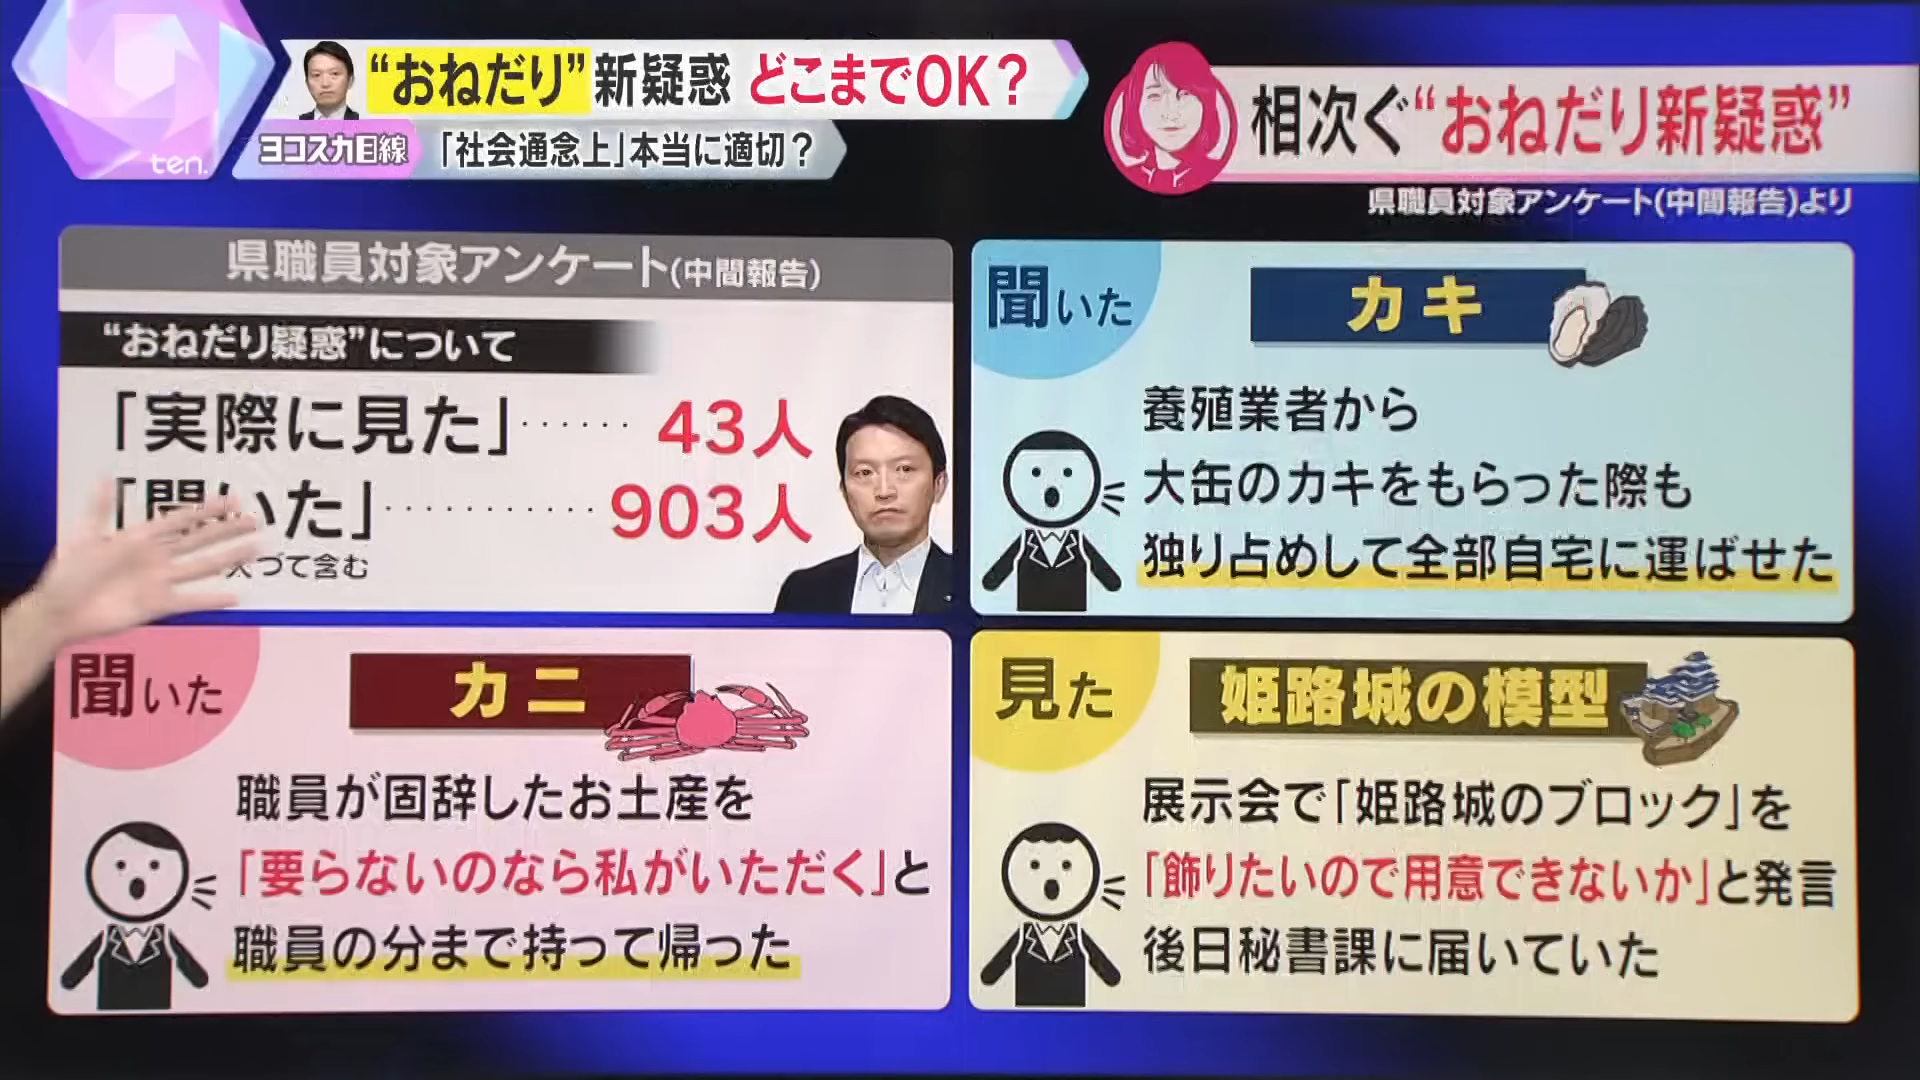 “おねだり”新疑惑 どこまでOK？
ヨコスカ目線
「社会通念上」本当に適切？
ten.
相次ぐ“おねだり新疑惑”
県職員対象アンケート(中間報告)より
県職員対象アンケート(中間報告)
“おねだり疑惑”について
「実際に見た」…… 43人
「聞いた」………… 903人
人づて含む
聞いた
カキ
養殖業者から
大缶のカキをもらった際も
独り占めして全部自宅に運ばせた
聞いた
カニ
職員が固辞したお土産を
「要らないのなら私がいただく」と
職員の分まで持って帰った
見た
姫路城の模型
展示会で「姫路城のブロック」を
「飾りたいので用意できないか」と発言
後日秘書課に届いていた